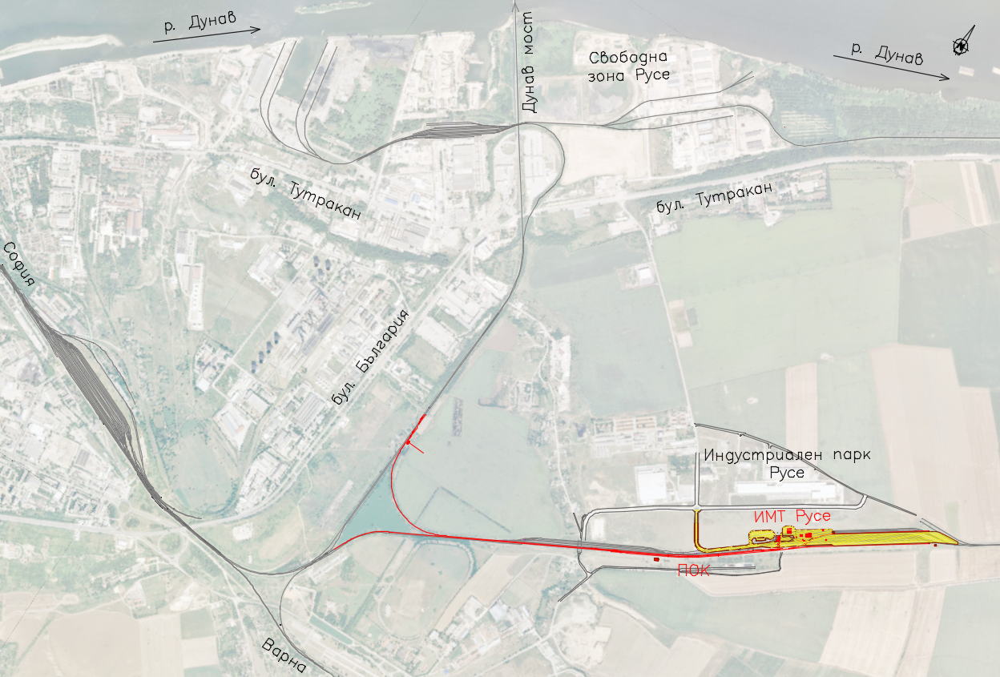 р. Дунав
Дунав мост
Свободна
зона Русе
р. Дунав
бул. Тутракан
бул. Тутракан
София
бул. България
Индустриален парк
Русе
ИМТ Русе
ПОК
Варна